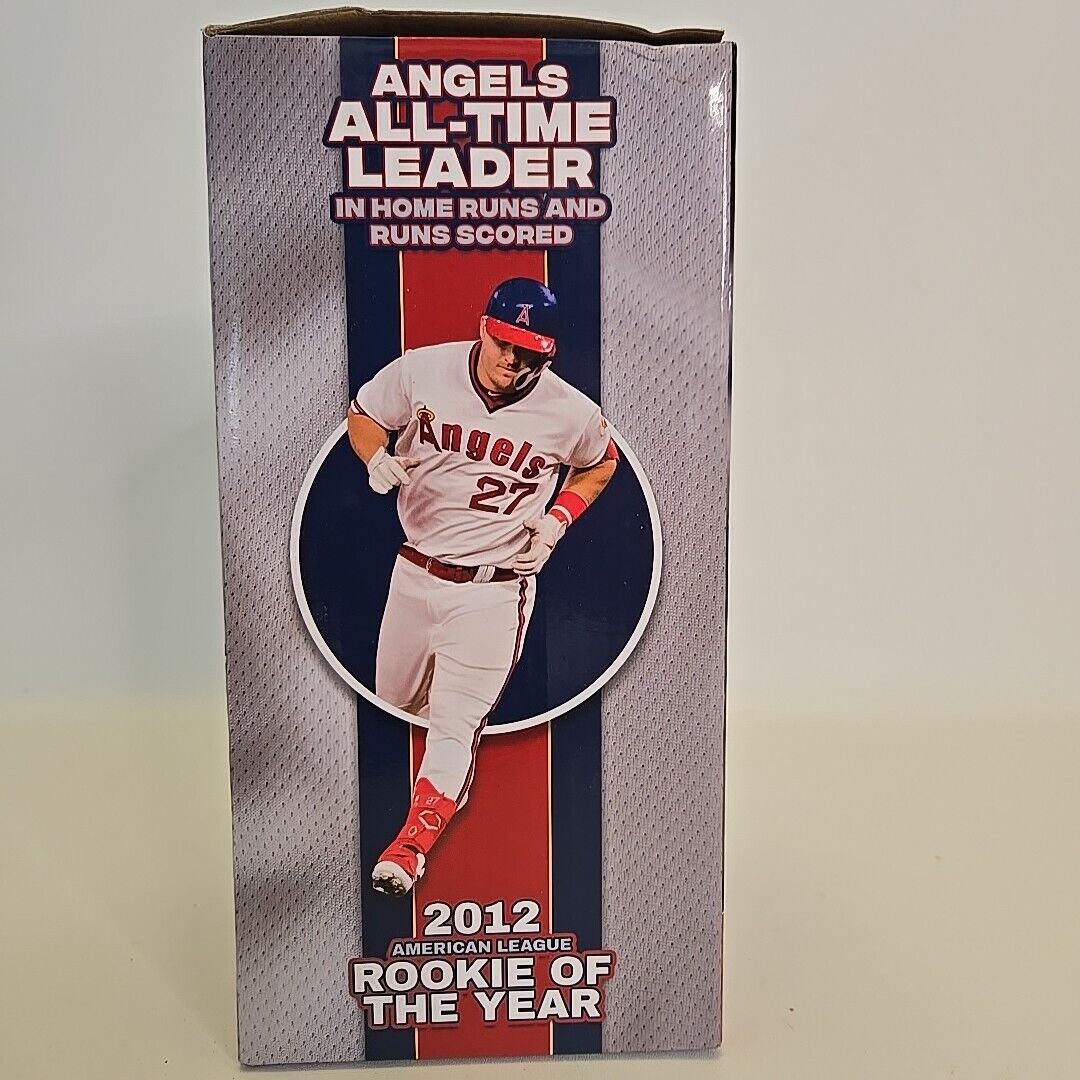 ANGELS
ALL-TIME
LEADER
IN HOME RUNS AND
RUNS SCORED
A
Angels
27
2012
AMERICAN LEAGUE
ROOKIE OF
THE YEAR